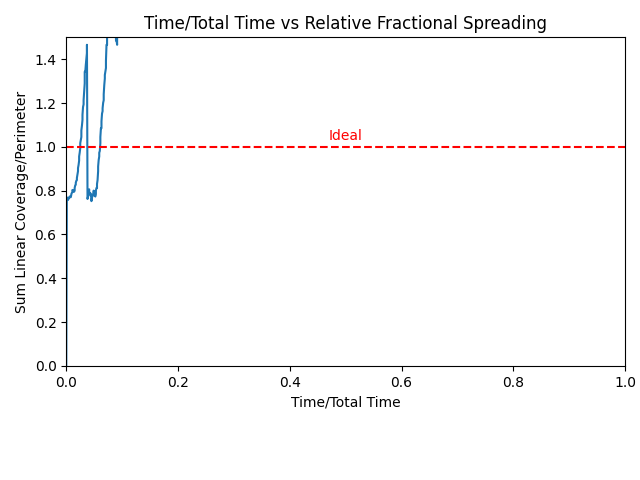 Time/Total Time vs Relative Fractional Spreading
1.4
1.2
1.0
0.8
0.6
0.4
0.2
0.0
Sum Linear Coverage/Perimeter
Ideal
0.0 0.2 0.4 0.6 0.8 1.0
Time/Total Time